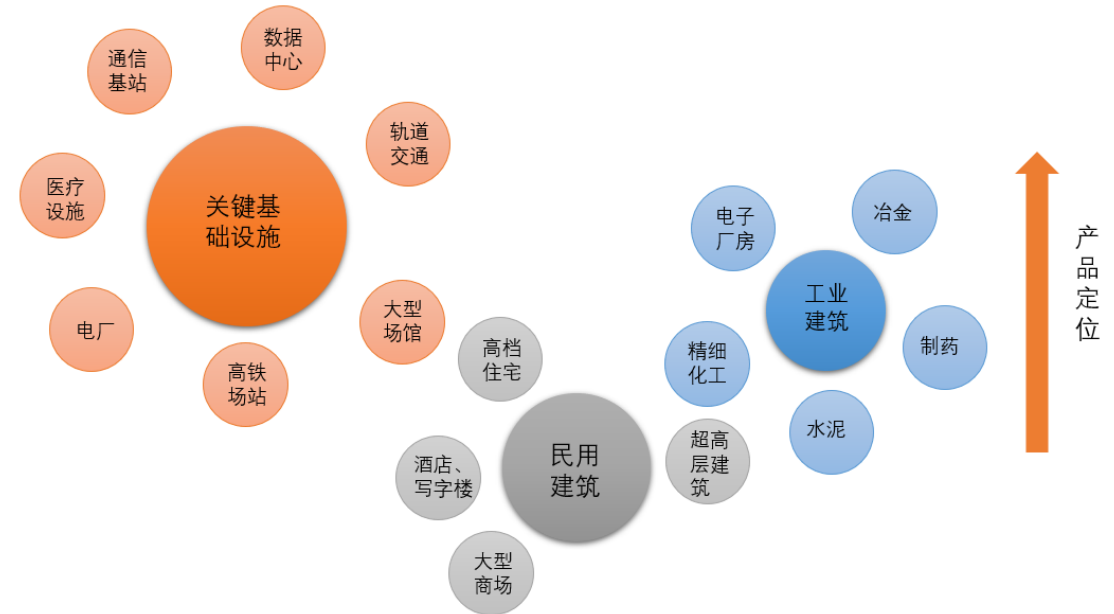 数据
中心
通信
基站
轨道
交通
医疗
设施
关键基
础设施
电厂
高铁
场站
大型
场馆
高档
住宅
民用
建筑
酒店、
写字楼
大型
商场
超高
层建
筑
电子
厂房
冶金
工业
建筑
精细
化工
制药
水泥
产
品
定
位